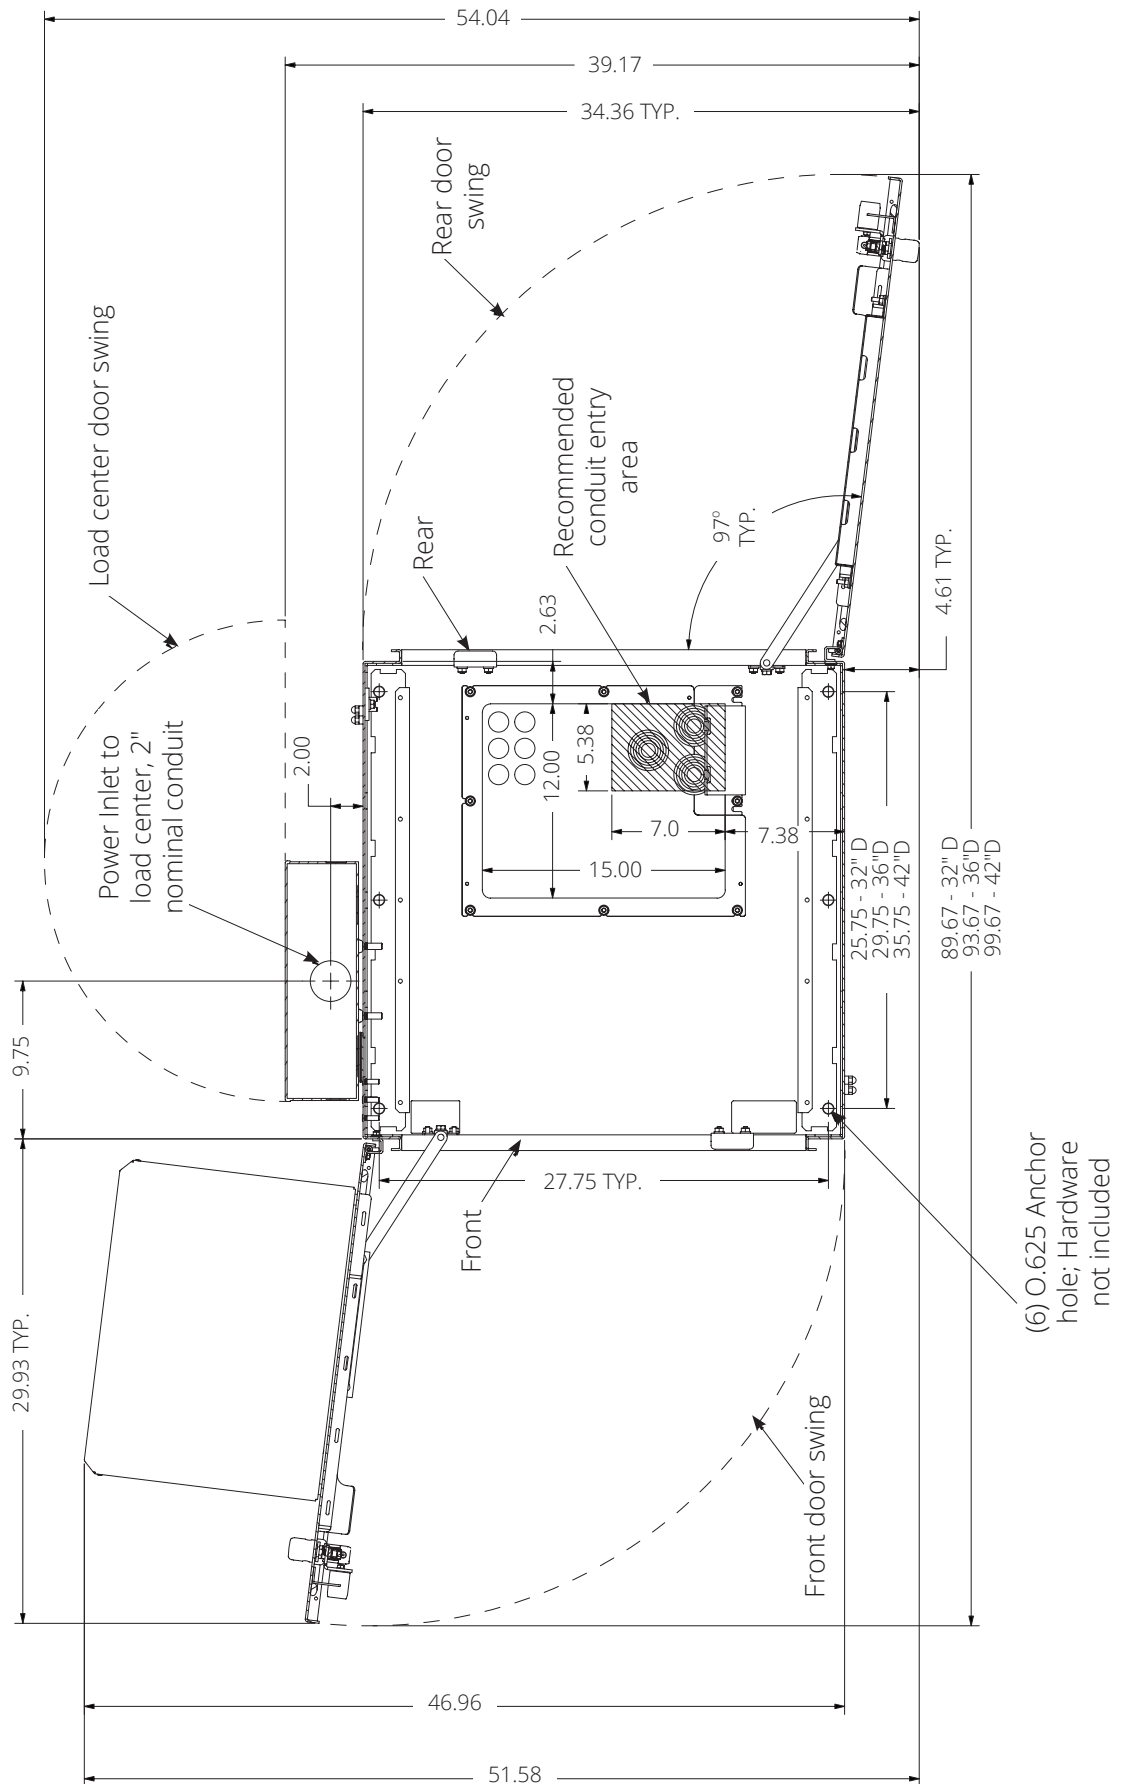 54.04
39.17
34.36 TYP.
Rear door
swing
Load center door swing
Recommended
conduit entry
area
Rear
97°
TYP.
4.61 TYP.
2.63
Power Inlet to
load center, 2"
nominal conduit
2.00
5.38
12.00
7.0
7.38
15.00
25.75 - 32" D
29.75 - 36"D
35.75 - 42"D
89.67 - 32" D
93.67 - 36"D
99.67 - 42"D
9.75
27.75 TYP.
Front
(6) O.625 Anchor
hole; Hardware
not included
29.93 TYP.
Front door swing
46.96
51.58